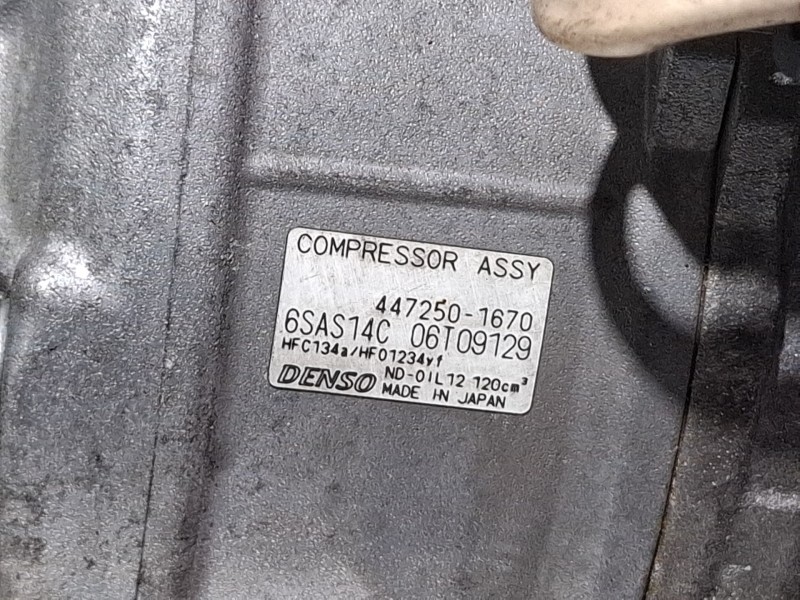 COMPRESSOR ASSY
447250-1670
6SAS14C 06T09129
HFC134a/HFO1234yf
ND-OIL12 120cm³
DENSO MADE IN JAPAN